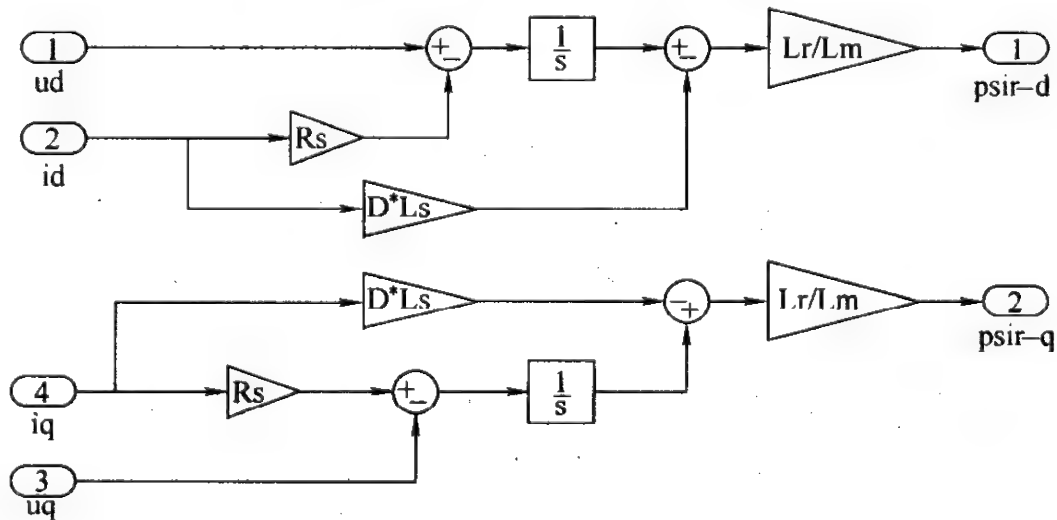 1
ud
+
−
1
s
+
−
Lr/Lm
1
psir–d
2
id
Rs
D*Ls
D*Ls
−
+
Lr/Lm
2
psir–q
4
iq
Rs
+
−
1
s
3
uq